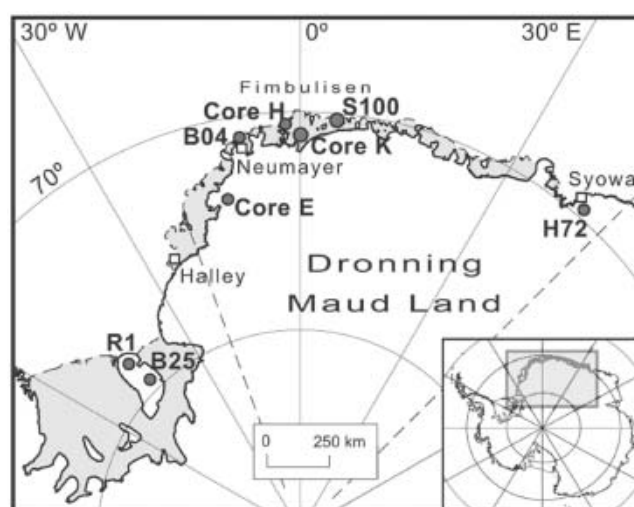 30º W
0º
30º E
Fimbulisen
Core H
S100
B04
Neumayer
Core K
70º
Syowa
Core E
H72
Halley
Dronning
Maud Land
R1
B25
0
250 km